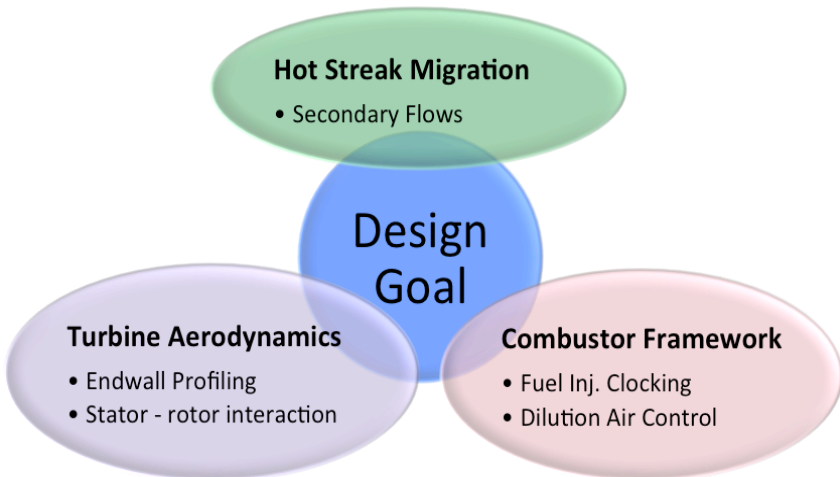 Hot Streak Migration
• Secondary Flows
Design
Goal
Turbine Aerodynamics
• Endwall Profiling
• Stator - rotor interaction
Combustor Framework
• Fuel Inj. Clocking
• Dilution Air Control